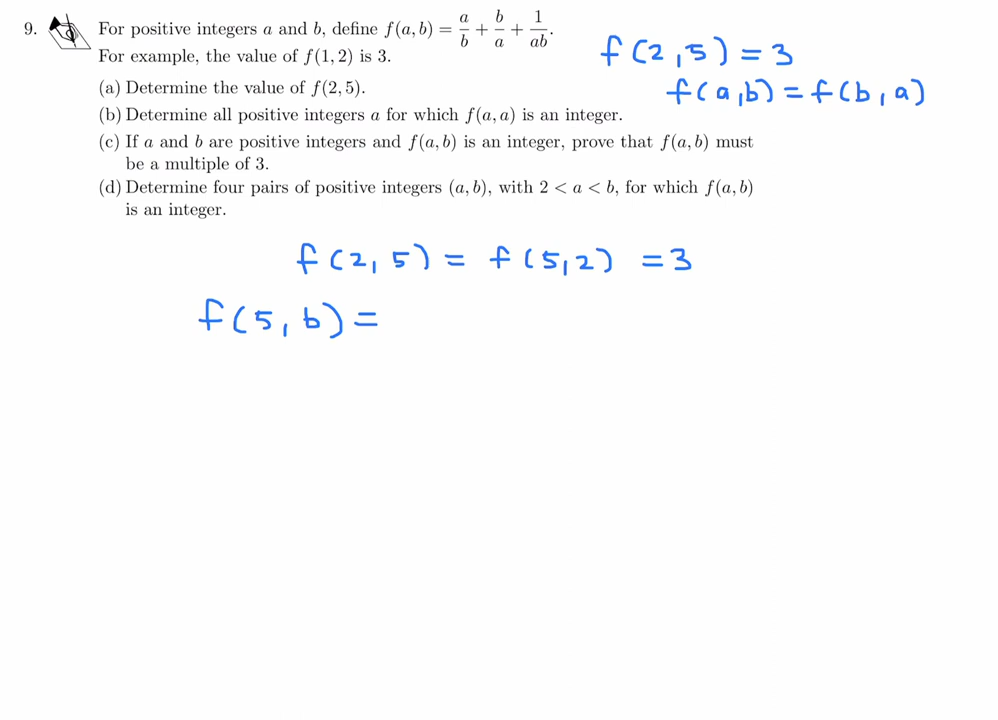 9. For positive integers a and b, define f(a, b) = a/b + b/a + 1/ab.
f(2,5) = 3
For example, the value of f(1, 2) is 3.
f(a,b) = f(b,a)
(a) Determine the value of f(2, 5).
(b) Determine all positive integers a for which f(a, a) is an integer.
(c) If a and b are positive integers and f(a, b) is an integer, prove that f(a, b) must
be a multiple of 3.
(d) Determine four pairs of positive integers (a, b), with 2 < a < b, for which f(a, b)
is an integer.
f(2,5) = f(5,2) = 3
f(5,b) =